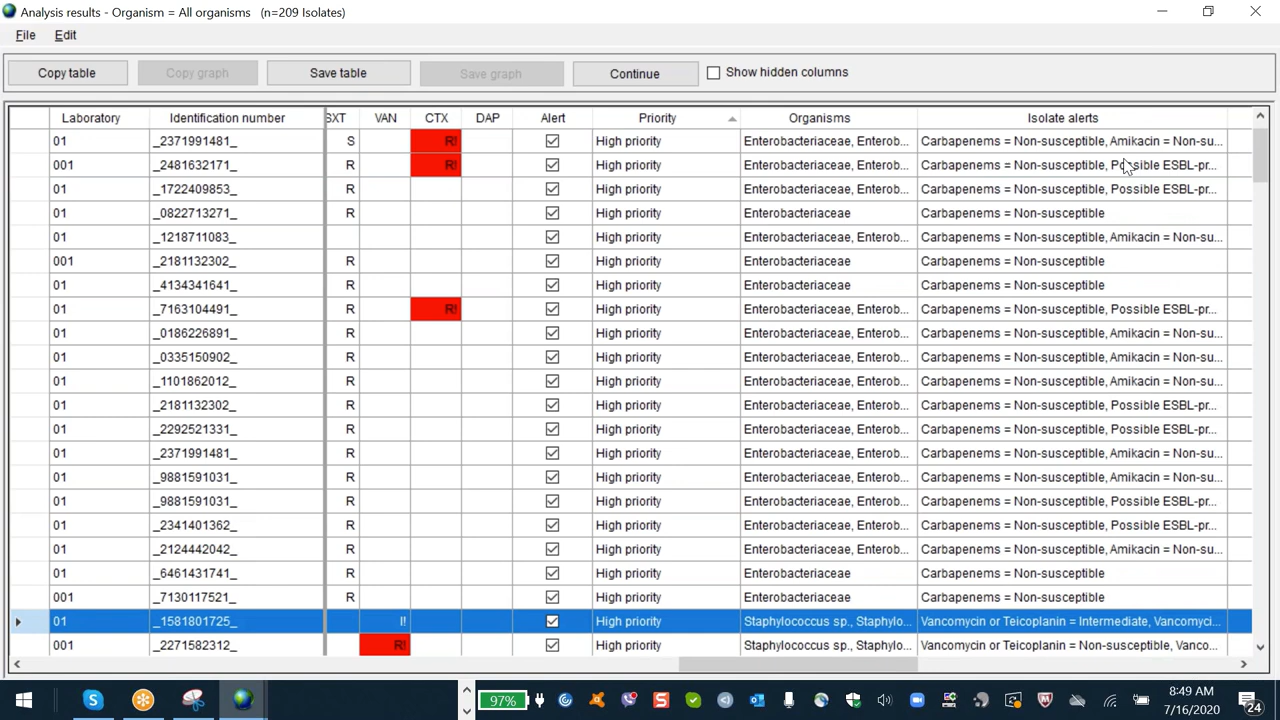 Analysis results - Organism = All organisms (n=209 Isolates)
File Edit
Copy table Copy graph Save table Save graph Continue Show hidden columns
Laboratory Identification number SXT VAN CTX DAP Alert Priority Organisms Isolate alerts
01 _2371991481_ S R! High priority Enterobacteriaceae, Enterob... Carbapenems = Non-susceptible, Amikacin = Non-su...
001 _2481632171_ R R! High priority Enterobacteriaceae, Enterob... Carbapenems = Non-susceptible, Possible ESBL-pr...
01 _1722409853_ R High priority Enterobacteriaceae, Enterob... Carbapenems = Non-susceptible, Possible ESBL-pr...
01 _0822713271_ R High priority Enterobacteriaceae Carbapenems = Non-susceptible
01 _1218711083_ High priority Enterobacteriaceae, Enterob... Carbapenems = Non-susceptible, Amikacin = Non-su...
001 _2181132302_ R High priority Enterobacteriaceae Carbapenems = Non-susceptible
01 _4134341641_ R High priority Enterobacteriaceae Carbapenems = Non-susceptible
01 _7163104491_ R R! High priority Enterobacteriaceae, Enterob... Carbapenems = Non-susceptible, Possible ESBL-pr...
01 _0186226891_ R High priority Enterobacteriaceae, Enterob... Carbapenems = Non-susceptible, Amikacin = Non-su...
01 _0335150902_ R High priority Enterobacteriaceae, Enterob... Carbapenems = Non-susceptible, Amikacin = Non-su...
01 _1101862012_ R High priority Enterobacteriaceae, Enterob... Carbapenems = Non-susceptible, Amikacin = Non-su...
01 _2181132302_ R High priority Enterobacteriaceae, Enterob... Carbapenems = Non-susceptible, Possible ESBL-pr...
01 _2292521331_ R High priority Enterobacteriaceae, Enterob... Carbapenems = Non-susceptible, Possible ESBL-pr...
01 _2371991481_ R High priority Enterobacteriaceae, Enterob... Carbapenems = Non-susceptible, Amikacin = Non-su...
01 _9881591031_ R High priority Enterobacteriaceae, Enterob... Carbapenems = Non-susceptible, Amikacin = Non-su...
01 _9881591031_ R High priority Enterobacteriaceae, Enterob... Carbapenems = Non-susceptible, Possible ESBL-pr...
01 _2341401362_ R High priority Enterobacteriaceae, Enterob... Carbapenems = Non-susceptible, Possible ESBL-pr...
01 _2124442042_ R High priority Enterobacteriaceae, Enterob... Carbapenems = Non-susceptible, Amikacin = Non-su...
01 _6461431741_ R High priority Enterobacteriaceae Carbapenems = Non-susceptible
001 _7130117521_ R High priority Enterobacteriaceae Carbapenems = Non-susceptible
01 _1581801725_ I! High priority Staphylococcus sp., Staphylo... Vancomycin or Teicoplanin = Intermediate, Vancomyci...
001 _2271582312_ R! High priority Staphylococcus sp., Staphylo... Vancomycin or Teicoplanin = Non-susceptible, Vanco...
97% 8:49 AM
7/16/2020 24